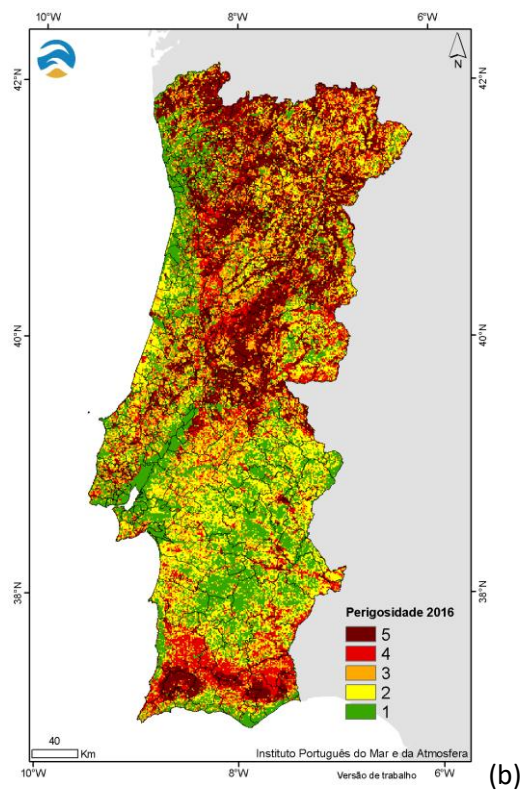 10°W 8°W 6°W
N
42°N 42°N
40°N 40°N
38°N 38°N
Perigosidade 2016
5
4
3
2
1
40
Km
Instituto Português do Mar e da Atmosfera
10°W 8°W 6°W
Versão de trabalho
(b)